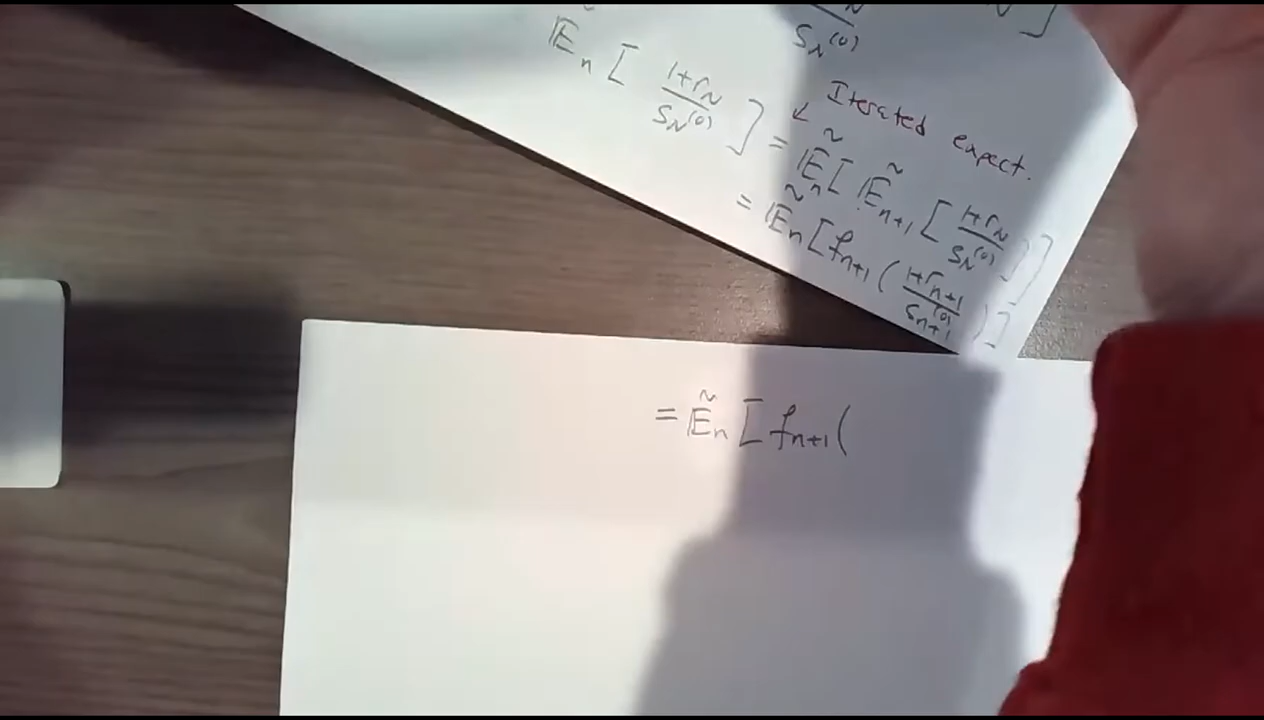 S_N^(0) ]
Ẽ_n [ (1+r_N)/(S_N^(0)) ]
↙ Iterated expect.
= Ẽ_n [ Ẽ_{n+1} [ (1+r_N)/(S_N^(0)) ] ]
= Ẽ_n [ f_{n+1} ( (1+r_{n+1})/(S_{n+1}^(0)) ) ]
= Ẽ_n [ f_{n+1} (